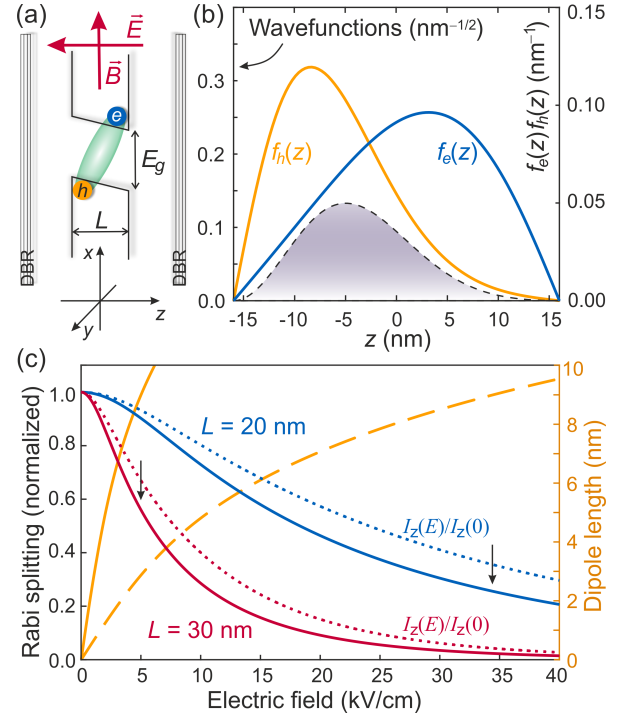 (a)
E⃗
B⃗
e
E_g
h
L
DBR
DBR
x
y
z
(b)
Wavefunctions (nm⁻¹/²)
f_h(z)
f_e(z)
0.3
0.2
0.1
0.0
0.10
0.05
0.00
f_e(z)f_h(z) (nm⁻¹)
-15 -10 -5 0 5 10 15
z (nm)
(c)
Rabi splitting (normalized)
1.0
0.8
0.6
0.4
0.2
0.0
L = 20 nm
I_z(E)/I_z(0)
L = 30 nm
I_z(E)/I_z(0)
10
8
6
4
2
0
Dipole length (nm)
0 5 10 15 20 25 30 35 40
Electric field (kV/cm)